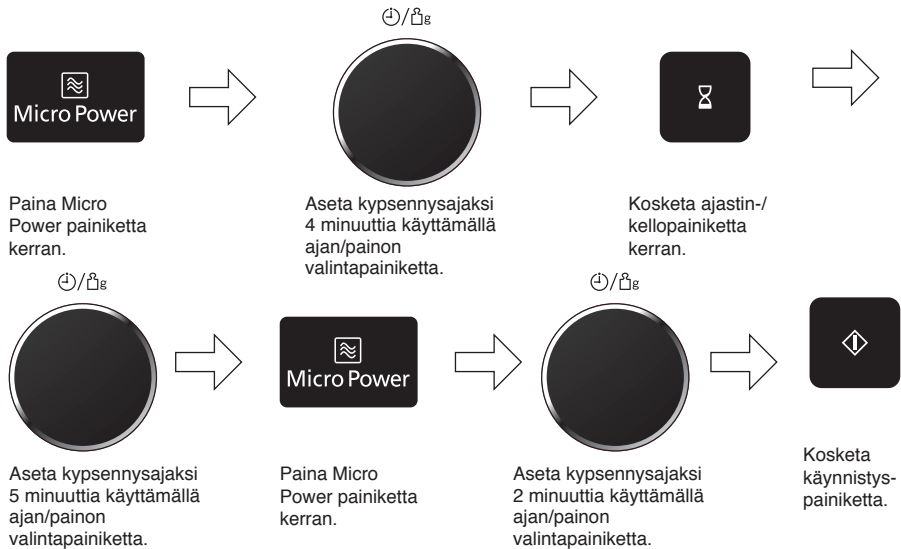 / g
Micro Power
Paina Micro
Power painiketta
kerran.
Aseta kypsennysajaksi
4 minuuttia käyttämällä
ajan/painon
valintapainiketta.
Kosketa ajastin-/
kellopainiketta
kerran.
/ g
Aseta kypsennysajaksi
5 minuuttia käyttämällä
ajan/painon
valintapainiketta.
Micro Power
Paina Micro
Power painiketta
kerran.
/ g
Aseta kypsennysajaksi
2 minuuttia käyttämällä
ajan/painon
valintapainiketta.
Kosketa
käynnistys-
painiketta.